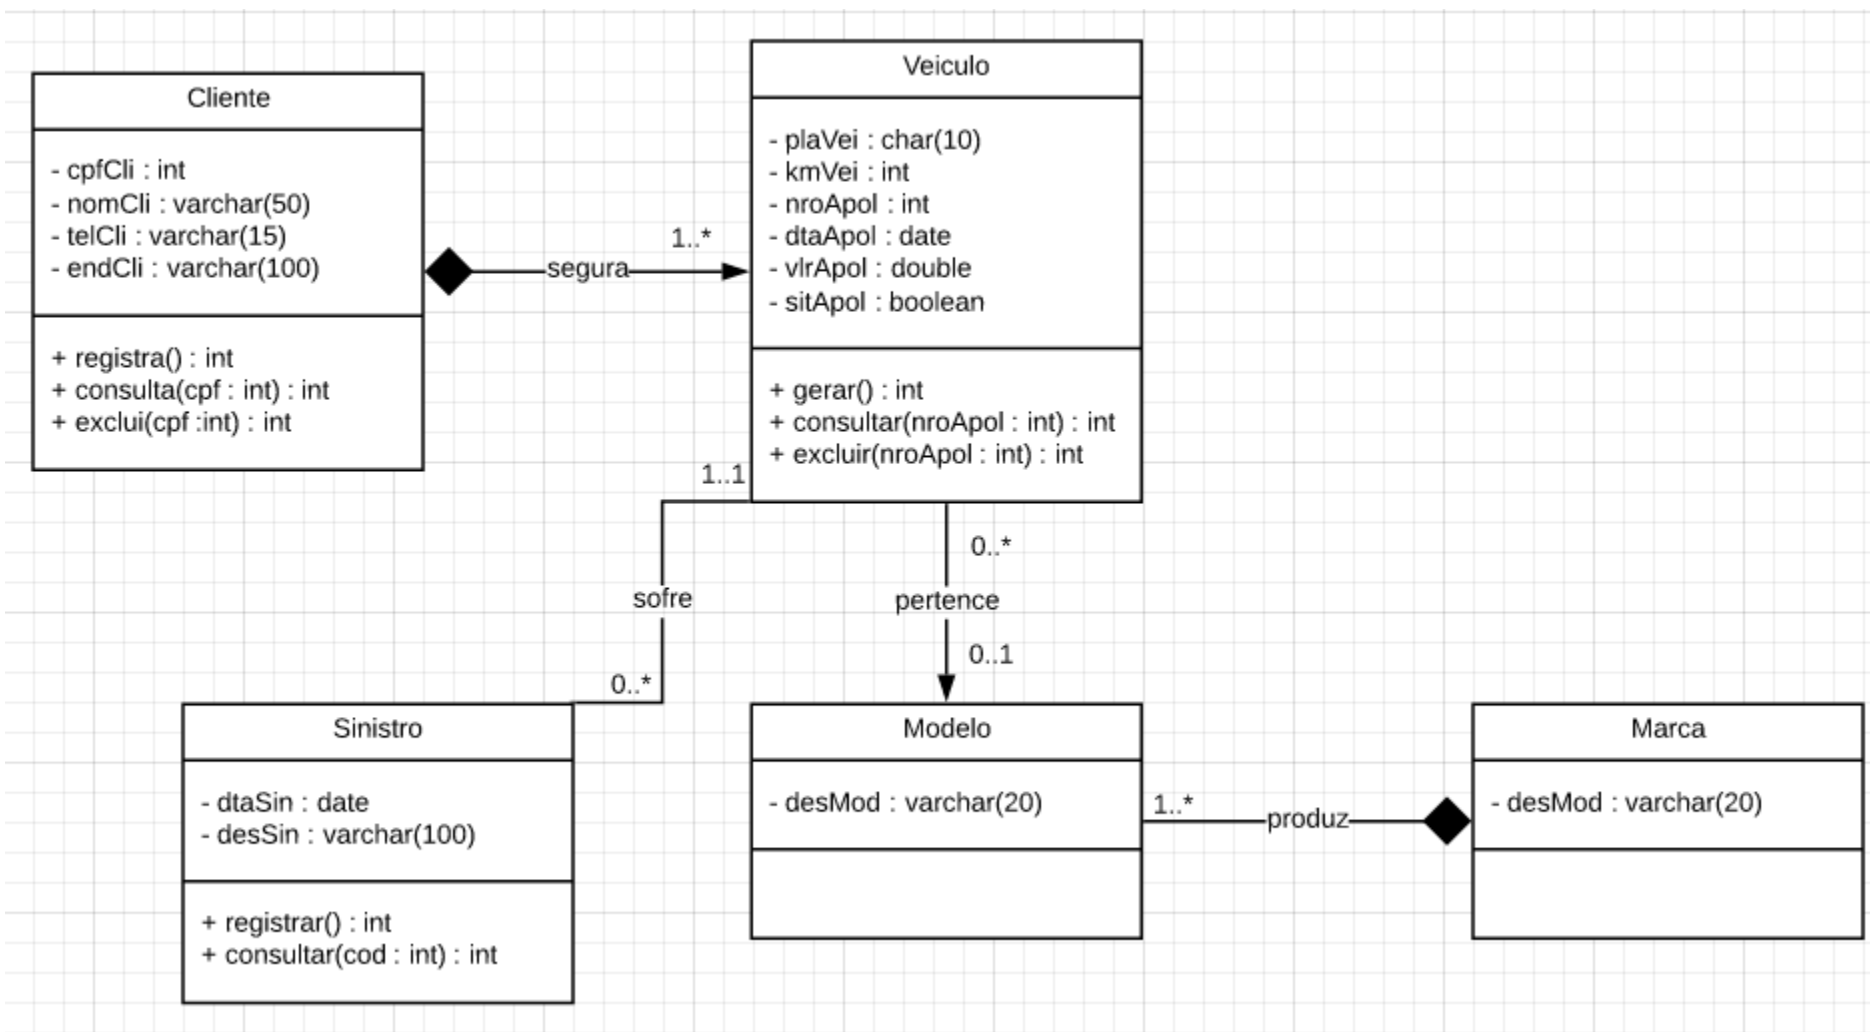 Cliente
- cpfCli : int
- nomCli : varchar(50)
- telCli : varchar(15)
- endCli : varchar(100)
+ registra() : int
+ consulta(cpf : int) : int
+ exclui(cpf :int) : int
1..*
segura
Veiculo
- plaVei : char(10)
- kmVei : int
- nroApol : int
- dtaApol : date
- vlrApol : double
- sitApol : boolean
+ gerar() : int
+ consultar(nroApol : int) : int
+ excluir(nroApol : int) : int
1..1
sofre
0..*
0..*
pertence
0..1
Sinistro
- dtaSin : date
- desSin : varchar(100)
+ registrar() : int
+ consultar(cod : int) : int
Modelo
- desMod : varchar(20)
1..*
produz
Marca
- desMod : varchar(20)